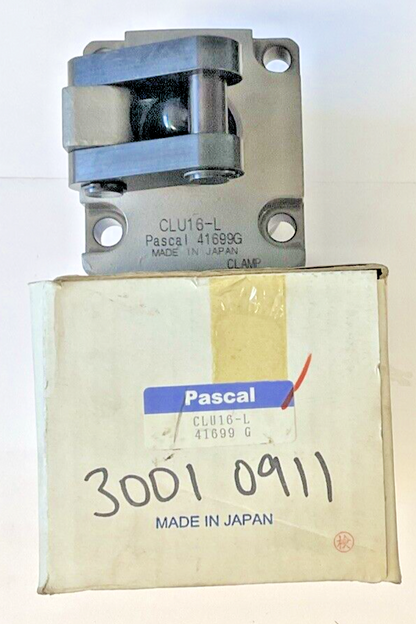 CLU16-L
Pascal 41699G
MADE IN JAPAN
CLAMP
Pascal
CLU16-L
41699 G
3001 0911
MADE IN JAPAN